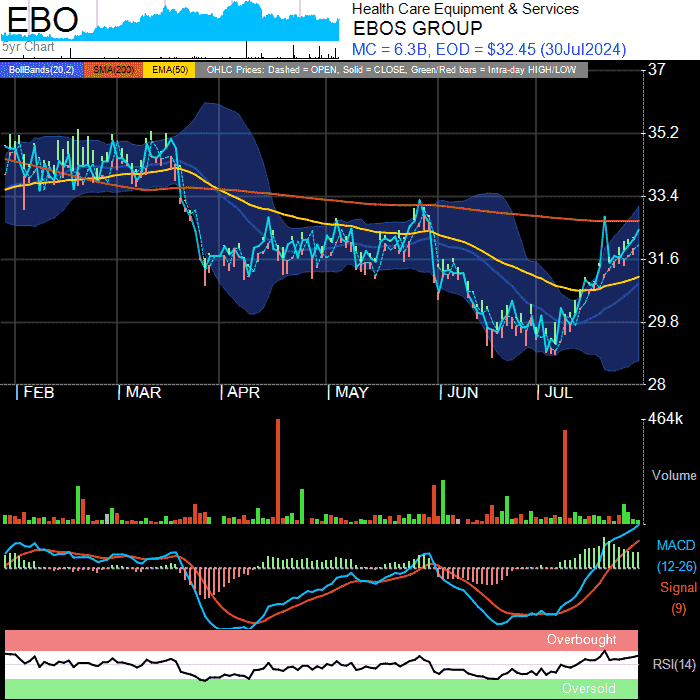 EBO
5yr Chart
Health Care Equipment & Services
EBOS GROUP
MC = 6.3B, EOD = $32.45 (30Jul2024)
BollBands(20,2) SMA(200) EMA(50) OHLC Prices: Dashed = OPEN, Solid = CLOSE, Green/Red bars = Intra-day HIGH/LOW
37
35.2
33.4
31.6
29.8
28
FEB MAR APR MAY JUN JUL
464k
Volume
MACD
(12-26)
Signal
(9)
Overbought
RSI(14)
Oversold